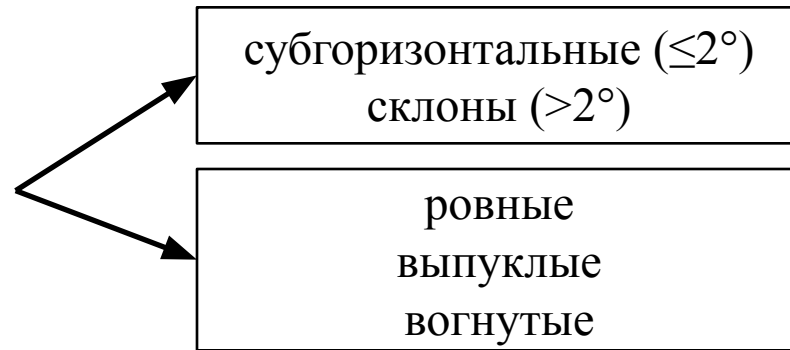 субгоризонтальные (≤2°)
склоны (>2°)
ровные
выпуклые
вогнутые